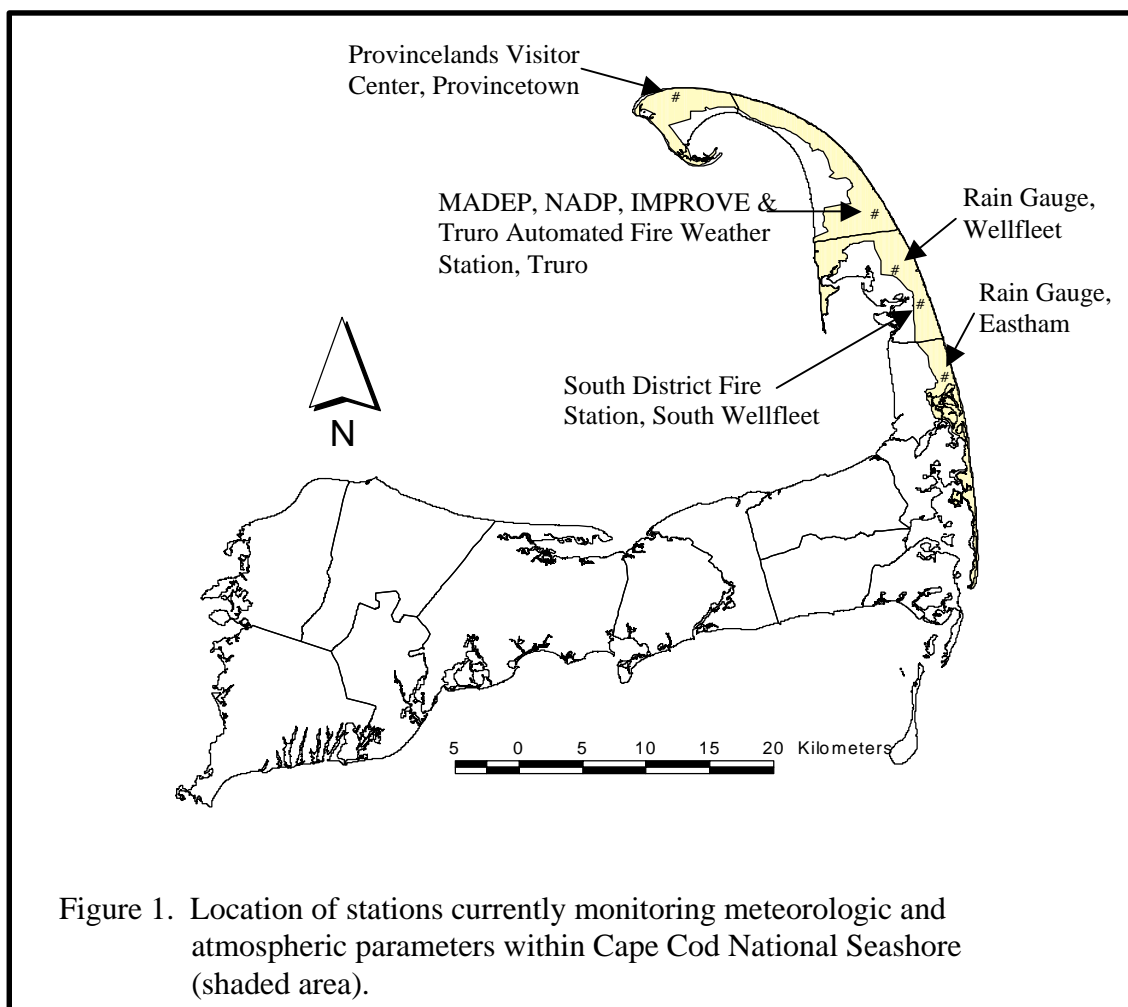 Provincelands Visitor
Center, Provincetown
#
MADEP, NADP, IMPROVE &
Truro Automated Fire Weather
Station, Truro
#
Rain Gauge,
Wellfleet
#
#
Rain Gauge,
Eastham
#
South District Fire
Station, South Wellfleet
N
5 0 5 10 15 20 Kilometers
Figure 1. Location of stations currently monitoring meteorologic and
atmospheric parameters within Cape Cod National Seashore
(shaded area).